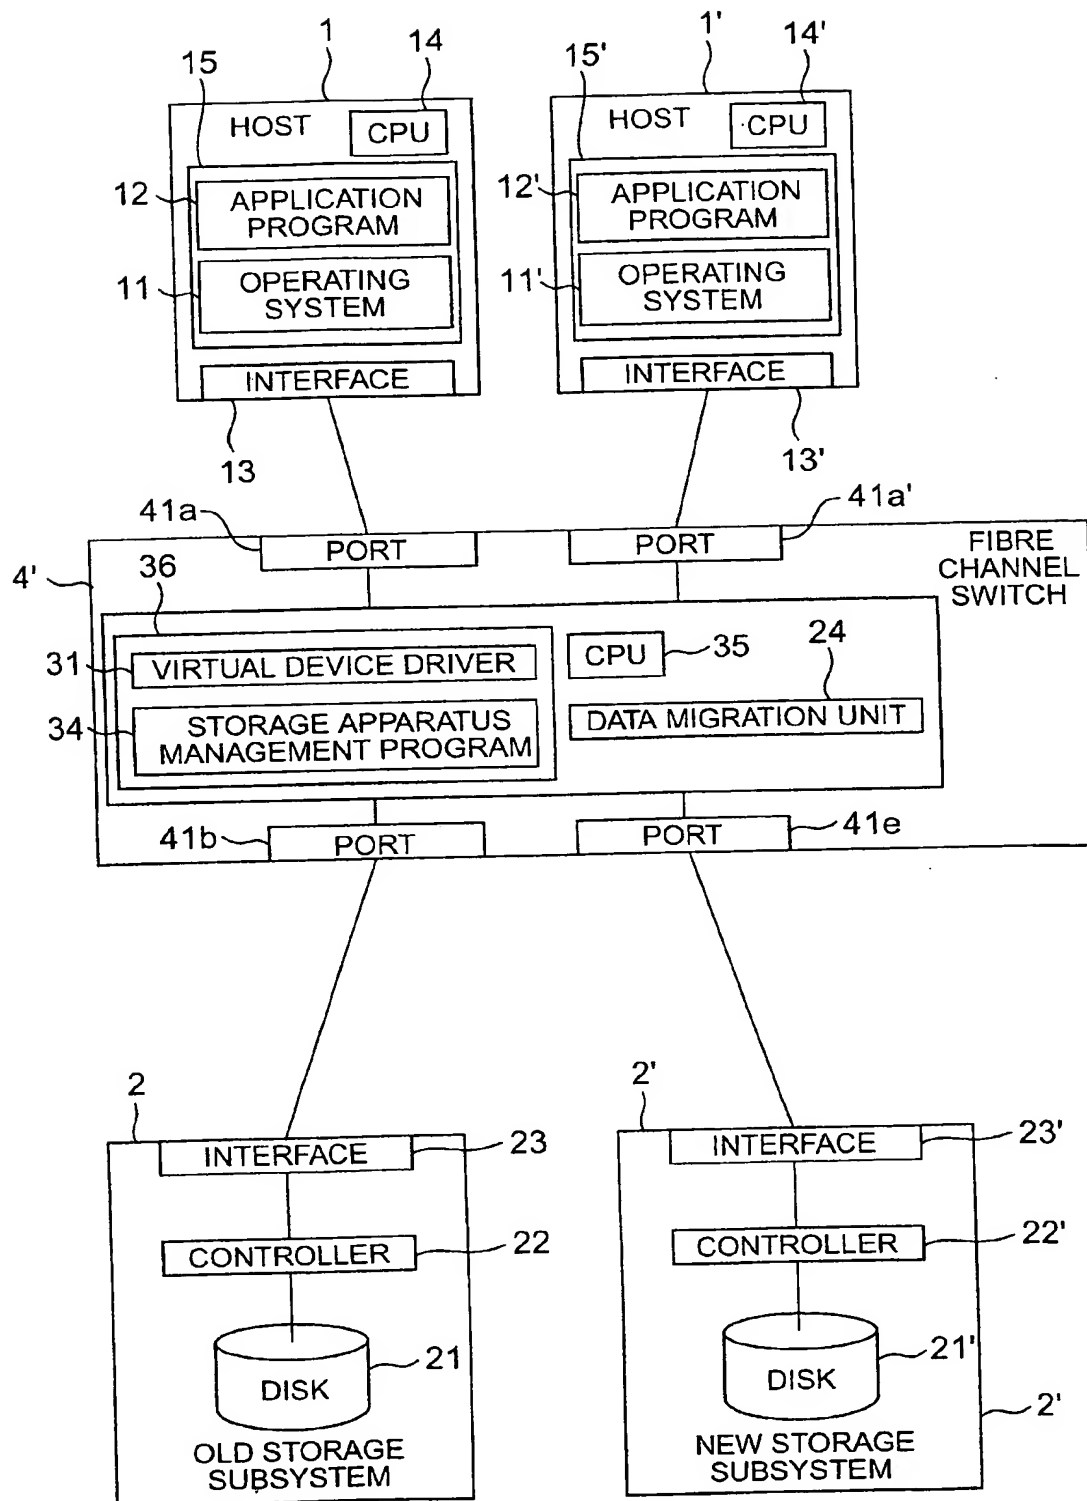 1
14
1'
14'
15
15'
HOST
CPU
HOST
CPU
12
APPLICATION
PROGRAM
12'
APPLICATION
PROGRAM
11
OPERATING
SYSTEM
11'
OPERATING
SYSTEM
INTERFACE
INTERFACE
13
13'
41a
PORT
PORT
41a'
4'
36
FIBRE
CHANNEL
SWITCH
31
VIRTUAL DEVICE DRIVER
CPU
35
24
34
STORAGE APPARATUS
MANAGEMENT PROGRAM
DATA MIGRATION UNIT
41b
PORT
PORT
41e
2
2'
INTERFACE
23
INTERFACE
23'
CONTROLLER
22
CONTROLLER
22'
DISK
21
DISK
21'
2'
OLD STORAGE
SUBSYSTEM
NEW STORAGE
SUBSYSTEM